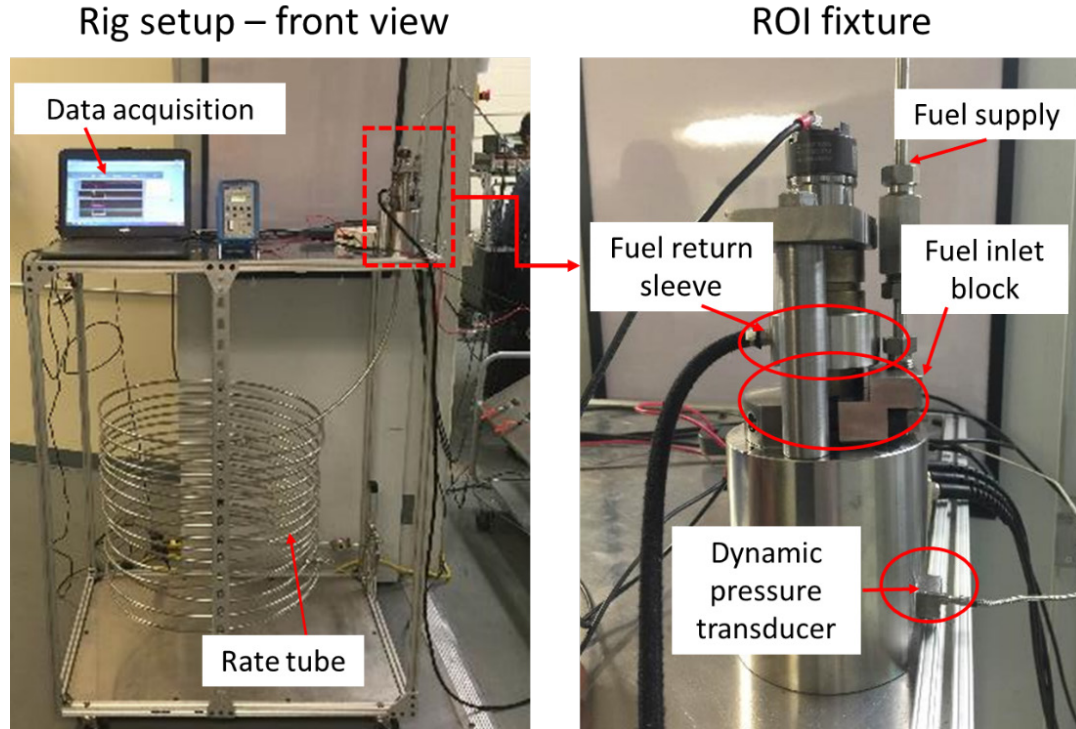 Rig setup – front view
ROI fixture
Data acquisition
Rate tube
Fuel supply
Fuel return
sleeve
Fuel inlet
block
Dynamic
pressure
transducer